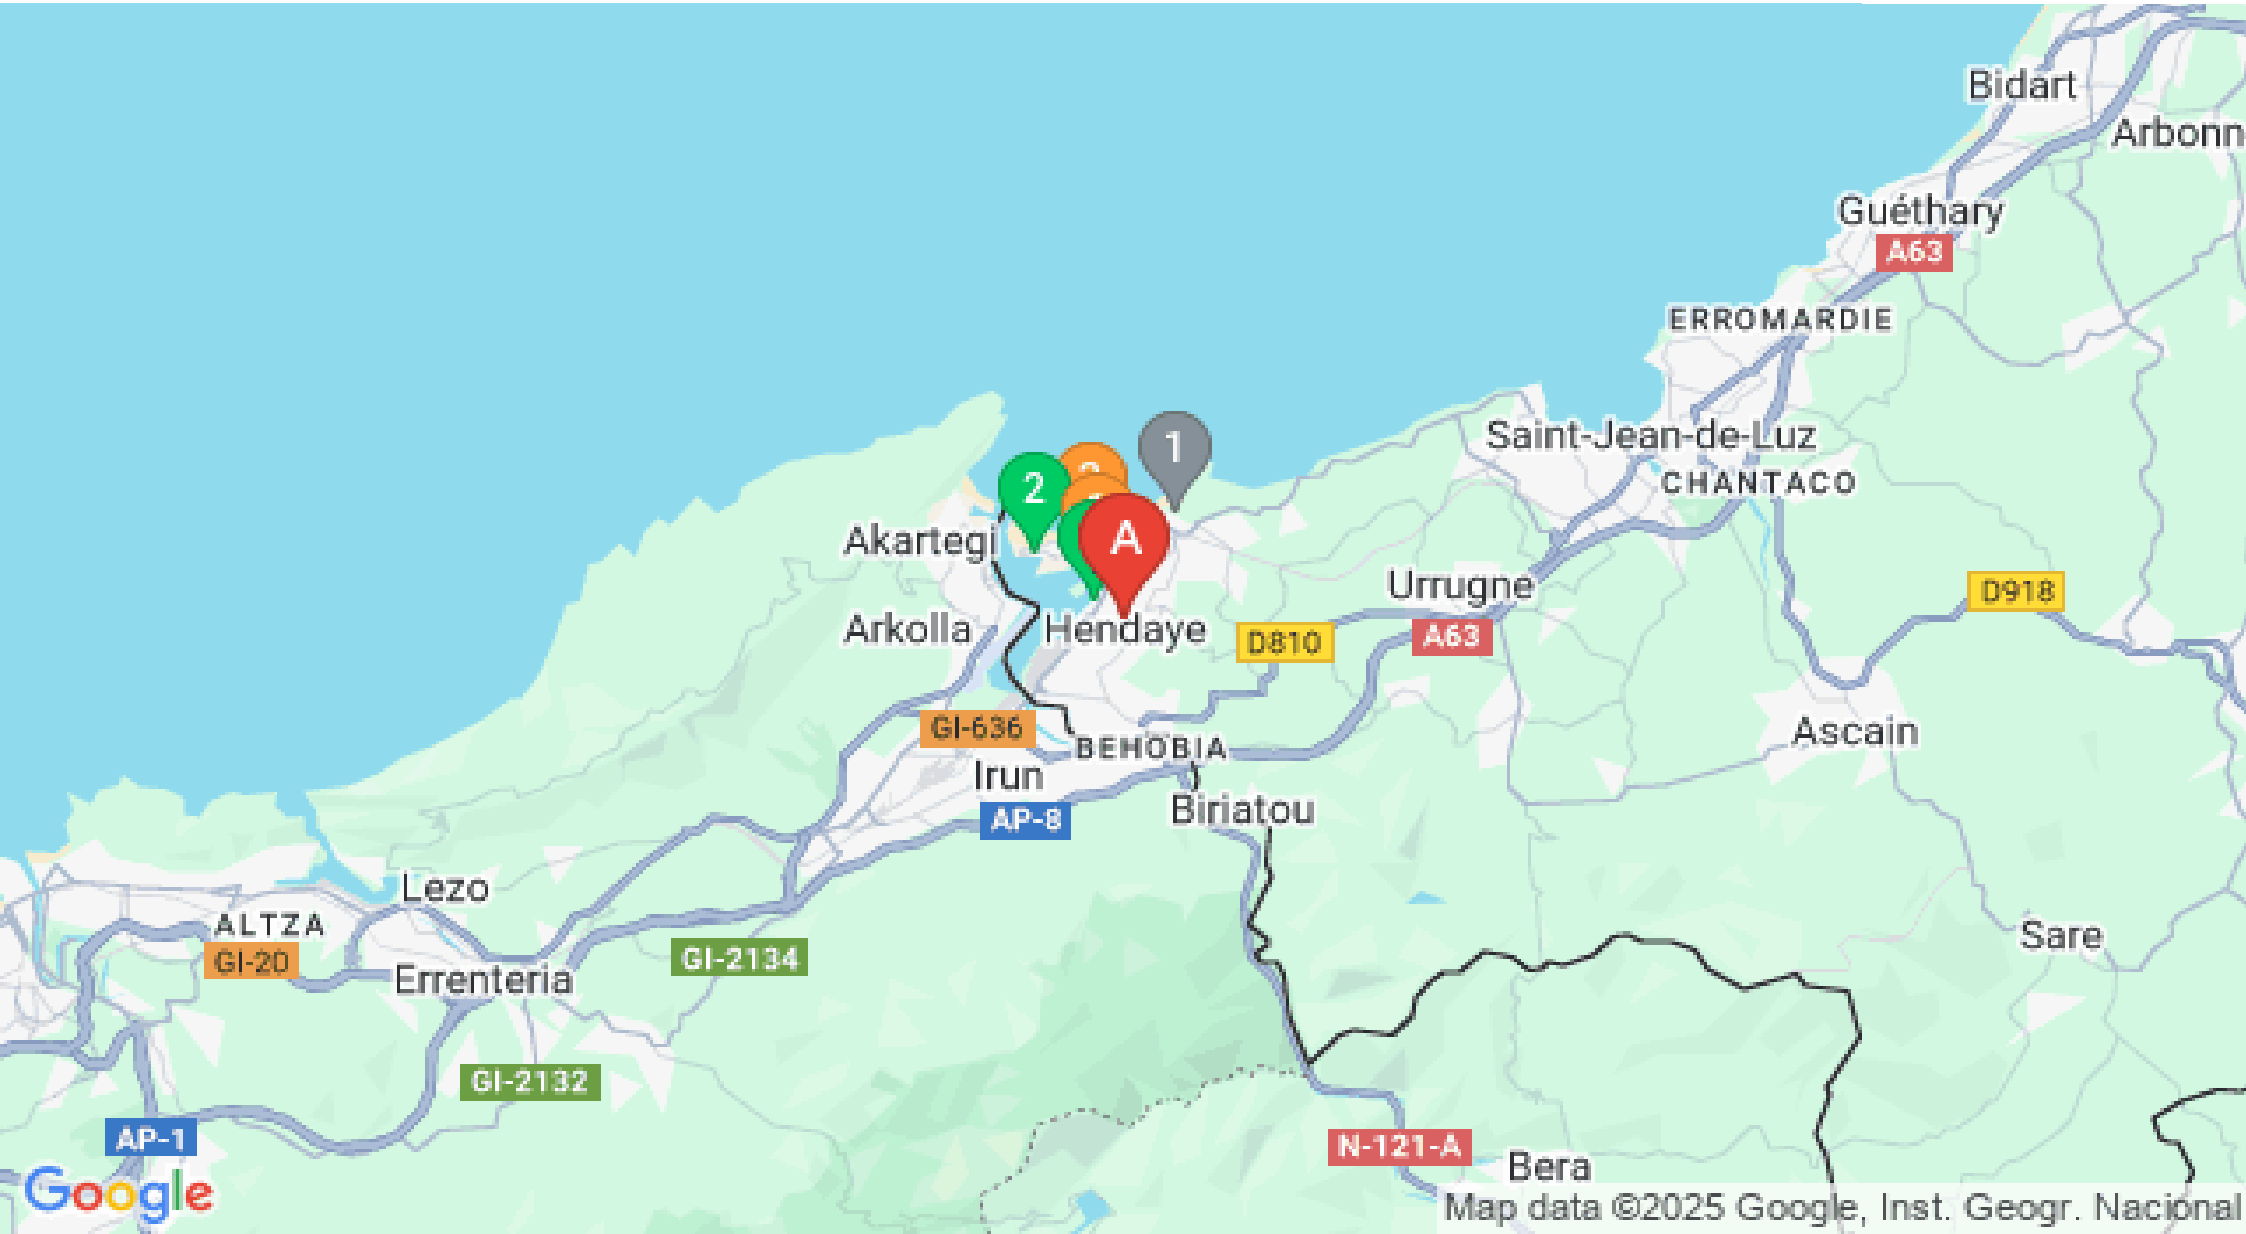 Bidart
Arbonn
Guéthary
A63
ERROMARDIE
1
Saint-Jean-de-Luz
2
CHANTACO
Akartegi
A
Urrugne
D918
Arkolla
Hendaye
D810
A63
GI-636
BEHOBIA
Ascain
Irun
AP-8
Biriatou
Lezo
ALTZA
Sare
GI-20
GI-2134
Errenteria
GI-2132
AP-1
N-121-A
Bera
Google
Map data ©2025 Google, Inst. Geogr. Nacional